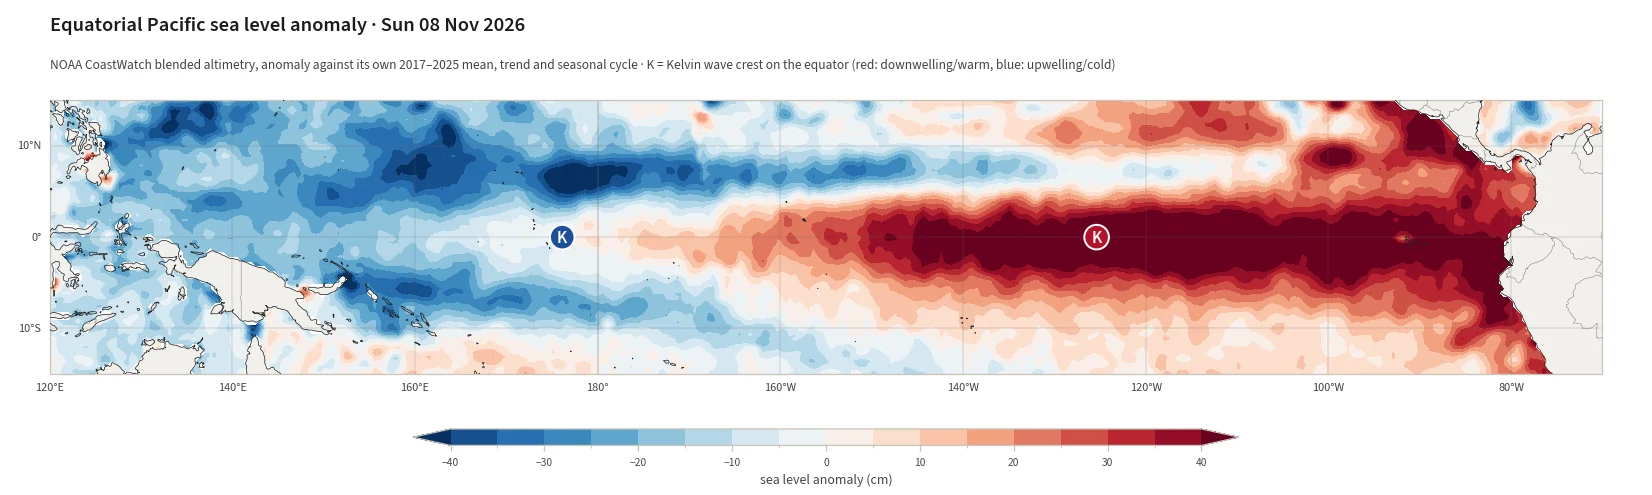 Equatorial Pacific sea level anomaly · Sun 08 Nov 2026
NOAA CoastWatch blended altimetry, anomaly against its own 2017–2025 mean, trend and seasonal cycle · K = Kelvin wave crest on the equator (red: downwelling/warm, blue: upwelling/cold)
10°N
0°
K K
10°S
120°E 140°E 160°E 180° 160°W 140°W 120°W 100°W 80°W
−40 −30 −20 −10 0 10 20 30 40
sea level anomaly (cm)